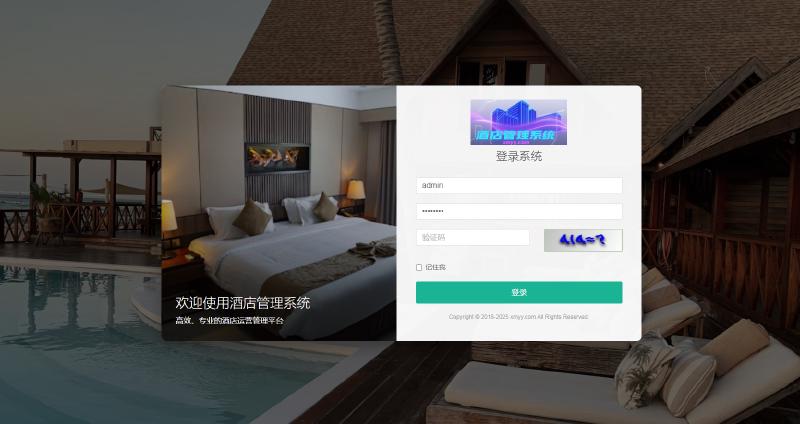 酒店管理系统
xmyy.com
登录系统
admin
••••••••
验证码
记住我
登录
Copyright © 2018-2025 xmyy.com All Rights Reserved.
欢迎使用酒店管理系统
高效、专业的酒店运营管理平台